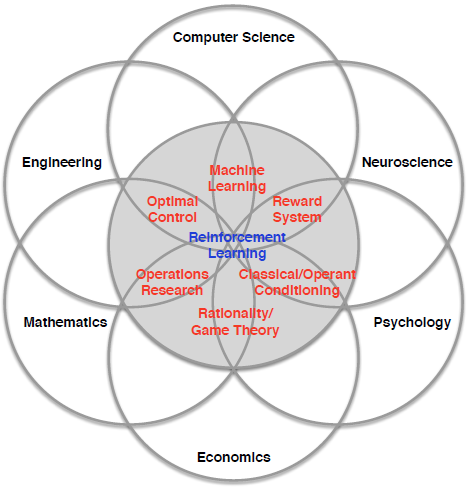 Computer Science
Engineering
Neuroscience
Machine
Learning
Optimal
Control
Reward
System
Reinforcement
Learning
Operations
Research
Classical/Operant
Conditioning
Rationality/
Game Theory
Mathematics
Psychology
Economics